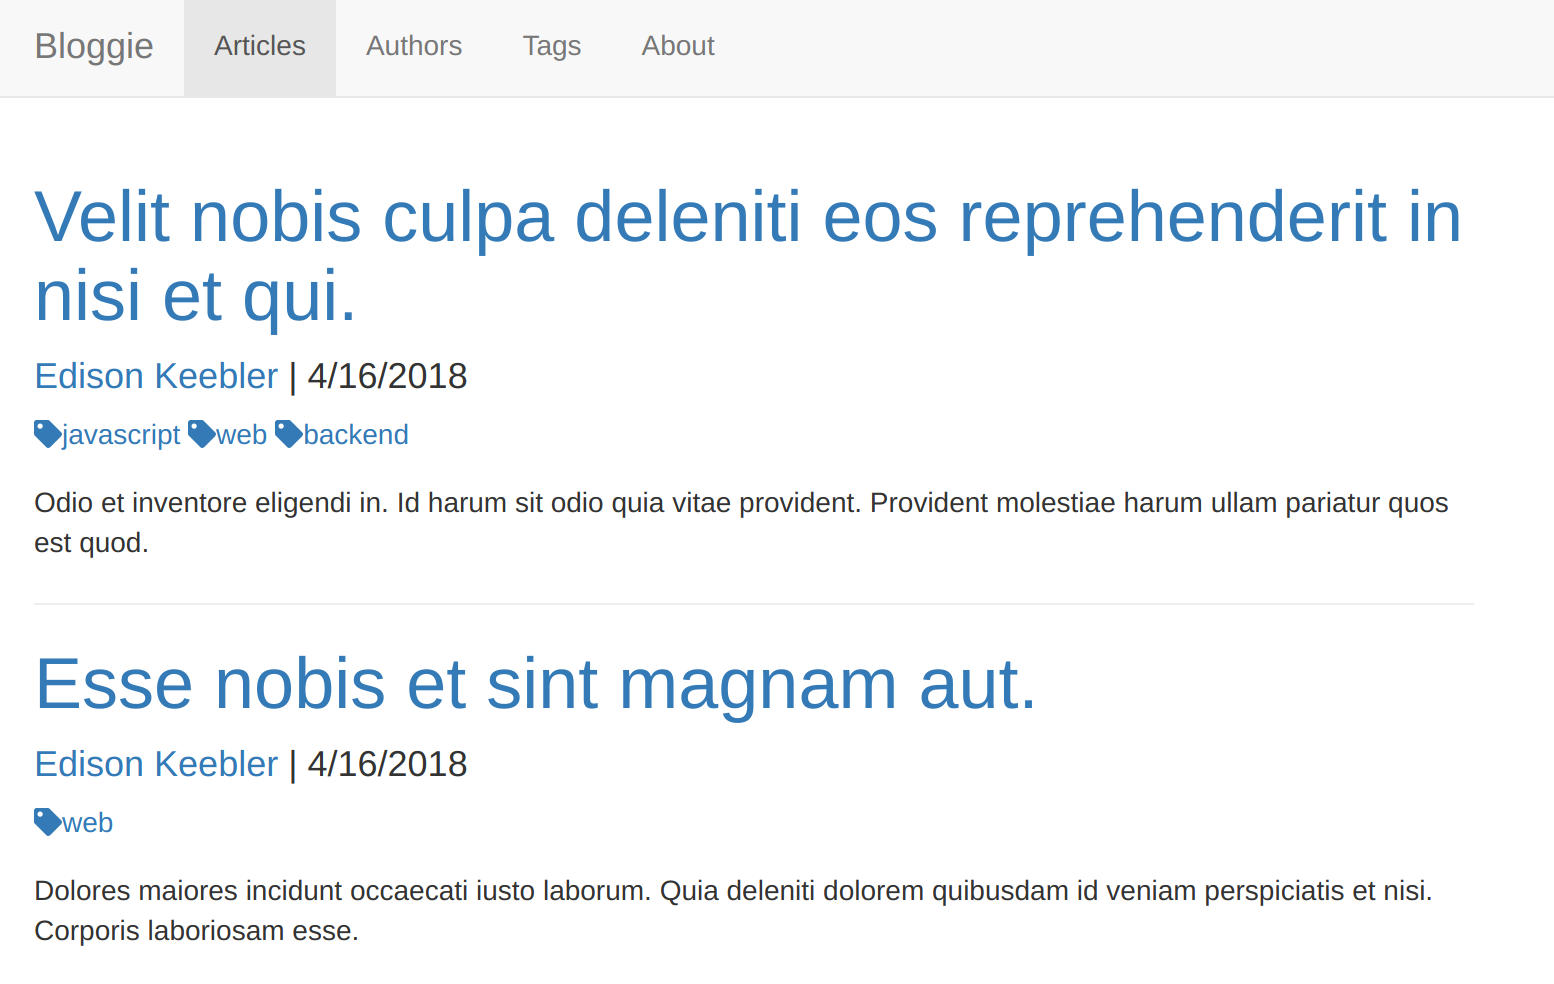 Bloggie Articles Authors Tags About
Velit nobis culpa deleniti eos reprehenderit in
nisi et qui.
Edison Keebler | 4/16/2018
javascript web backend
Odio et inventore eligendi in. Id harum sit odio quia vitae provident. Provident molestiae harum ullam pariatur quos
est quod.
Esse nobis et sint magnam aut.
Edison Keebler | 4/16/2018
web
Dolores maiores incidunt occaecati iusto laborum. Quia deleniti dolorem quibusdam id veniam perspiciatis et nisi.
Corporis laboriosam esse.